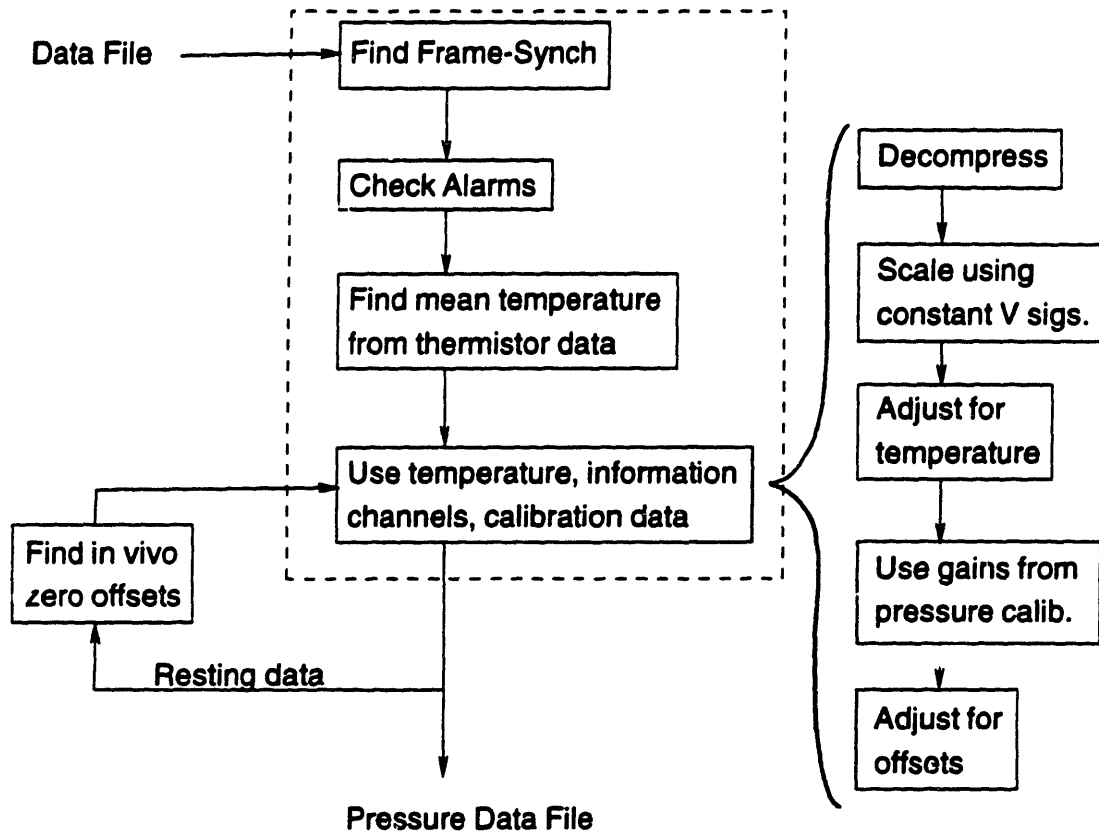 Data File
Find Frame-Synch
Check Alarms
Find mean temperature
from thermistor data
Use temperature, information
channels, calibration data
Find in vivo
zero offsets
Resting data
Pressure Data File
Decompress
Scale using
constant V sigs.
Adjust for
temperature
Use gains from
pressure calib.
Adjust for
offsets